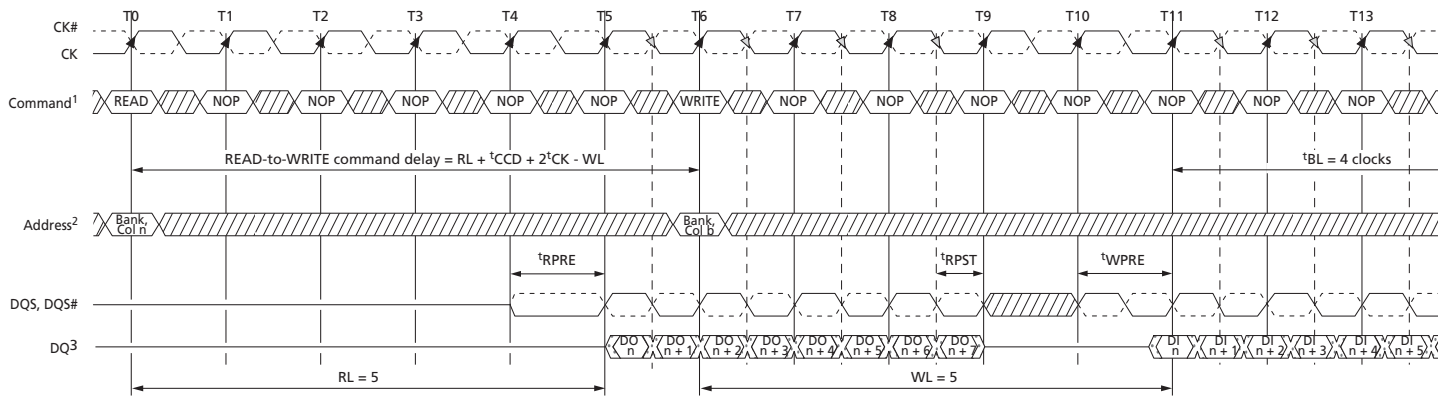 T0 T1 T2 T3 T4 T5 T6 T7 T8 T9 T10 T11 T12 T13
CK#
CK
Command1 READ NOP NOP NOP NOP NOP WRITE NOP NOP NOP NOP NOP NOP NOP
READ-to-WRITE command delay = RL + tCCD + 2tCK - WL
tBL = 4 clocks
Address2 Bank, Col n Bank, Col b
tRPRE tRPST tWPRE
DQS, DQS#
DQ3 DO n DO n + 1 DO n + 2 DO n + 3 DO n + 4 DO n + 5 DO n + 6 DO n + 7 DI n DI n + 1 DI n + 2 DI n + 3 DI n + 4 DI n + 5
RL = 5 WL = 5